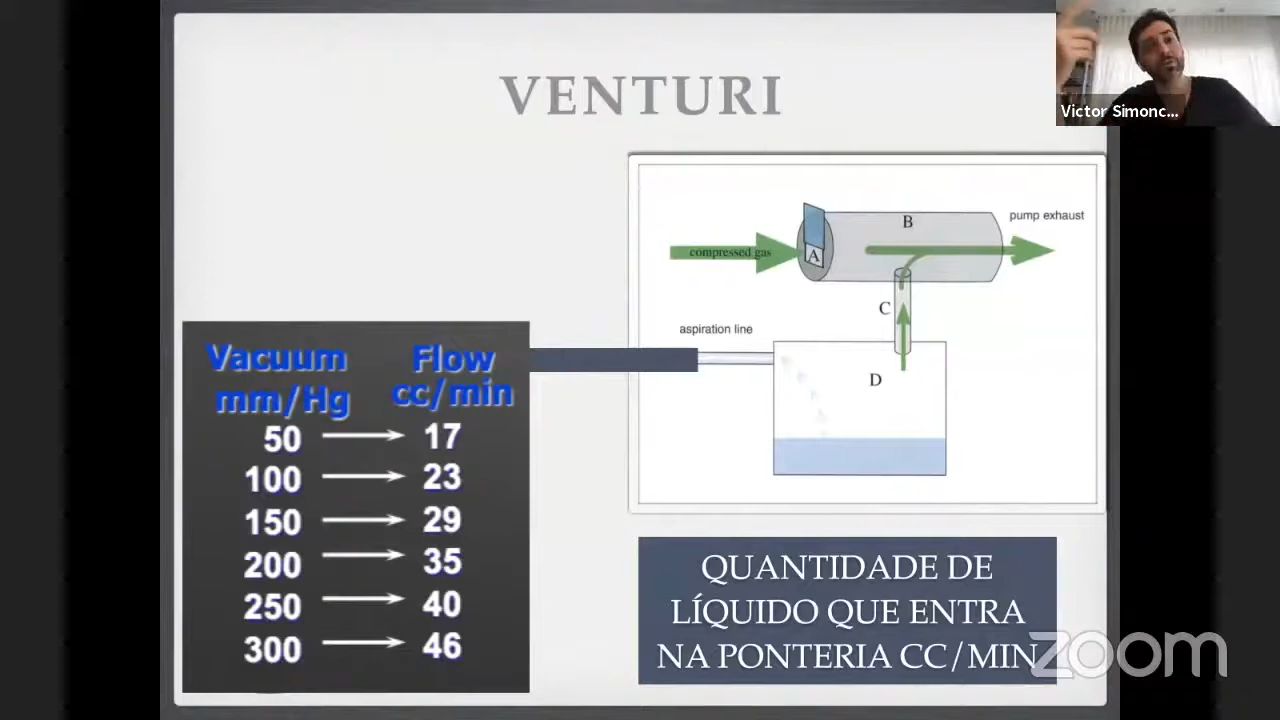 VENTURI
Victor Simonc...
B
pump exhaust
compressed gas
A
C
aspiration line
D
Vacuum Flow
mm/Hg cc/min
50 17
100 23
150 29
200 35
250 40
300 46
QUANTIDADE DE
LÍQUIDO QUE ENTRA
NA PONTERIA CC/MIN
zoom